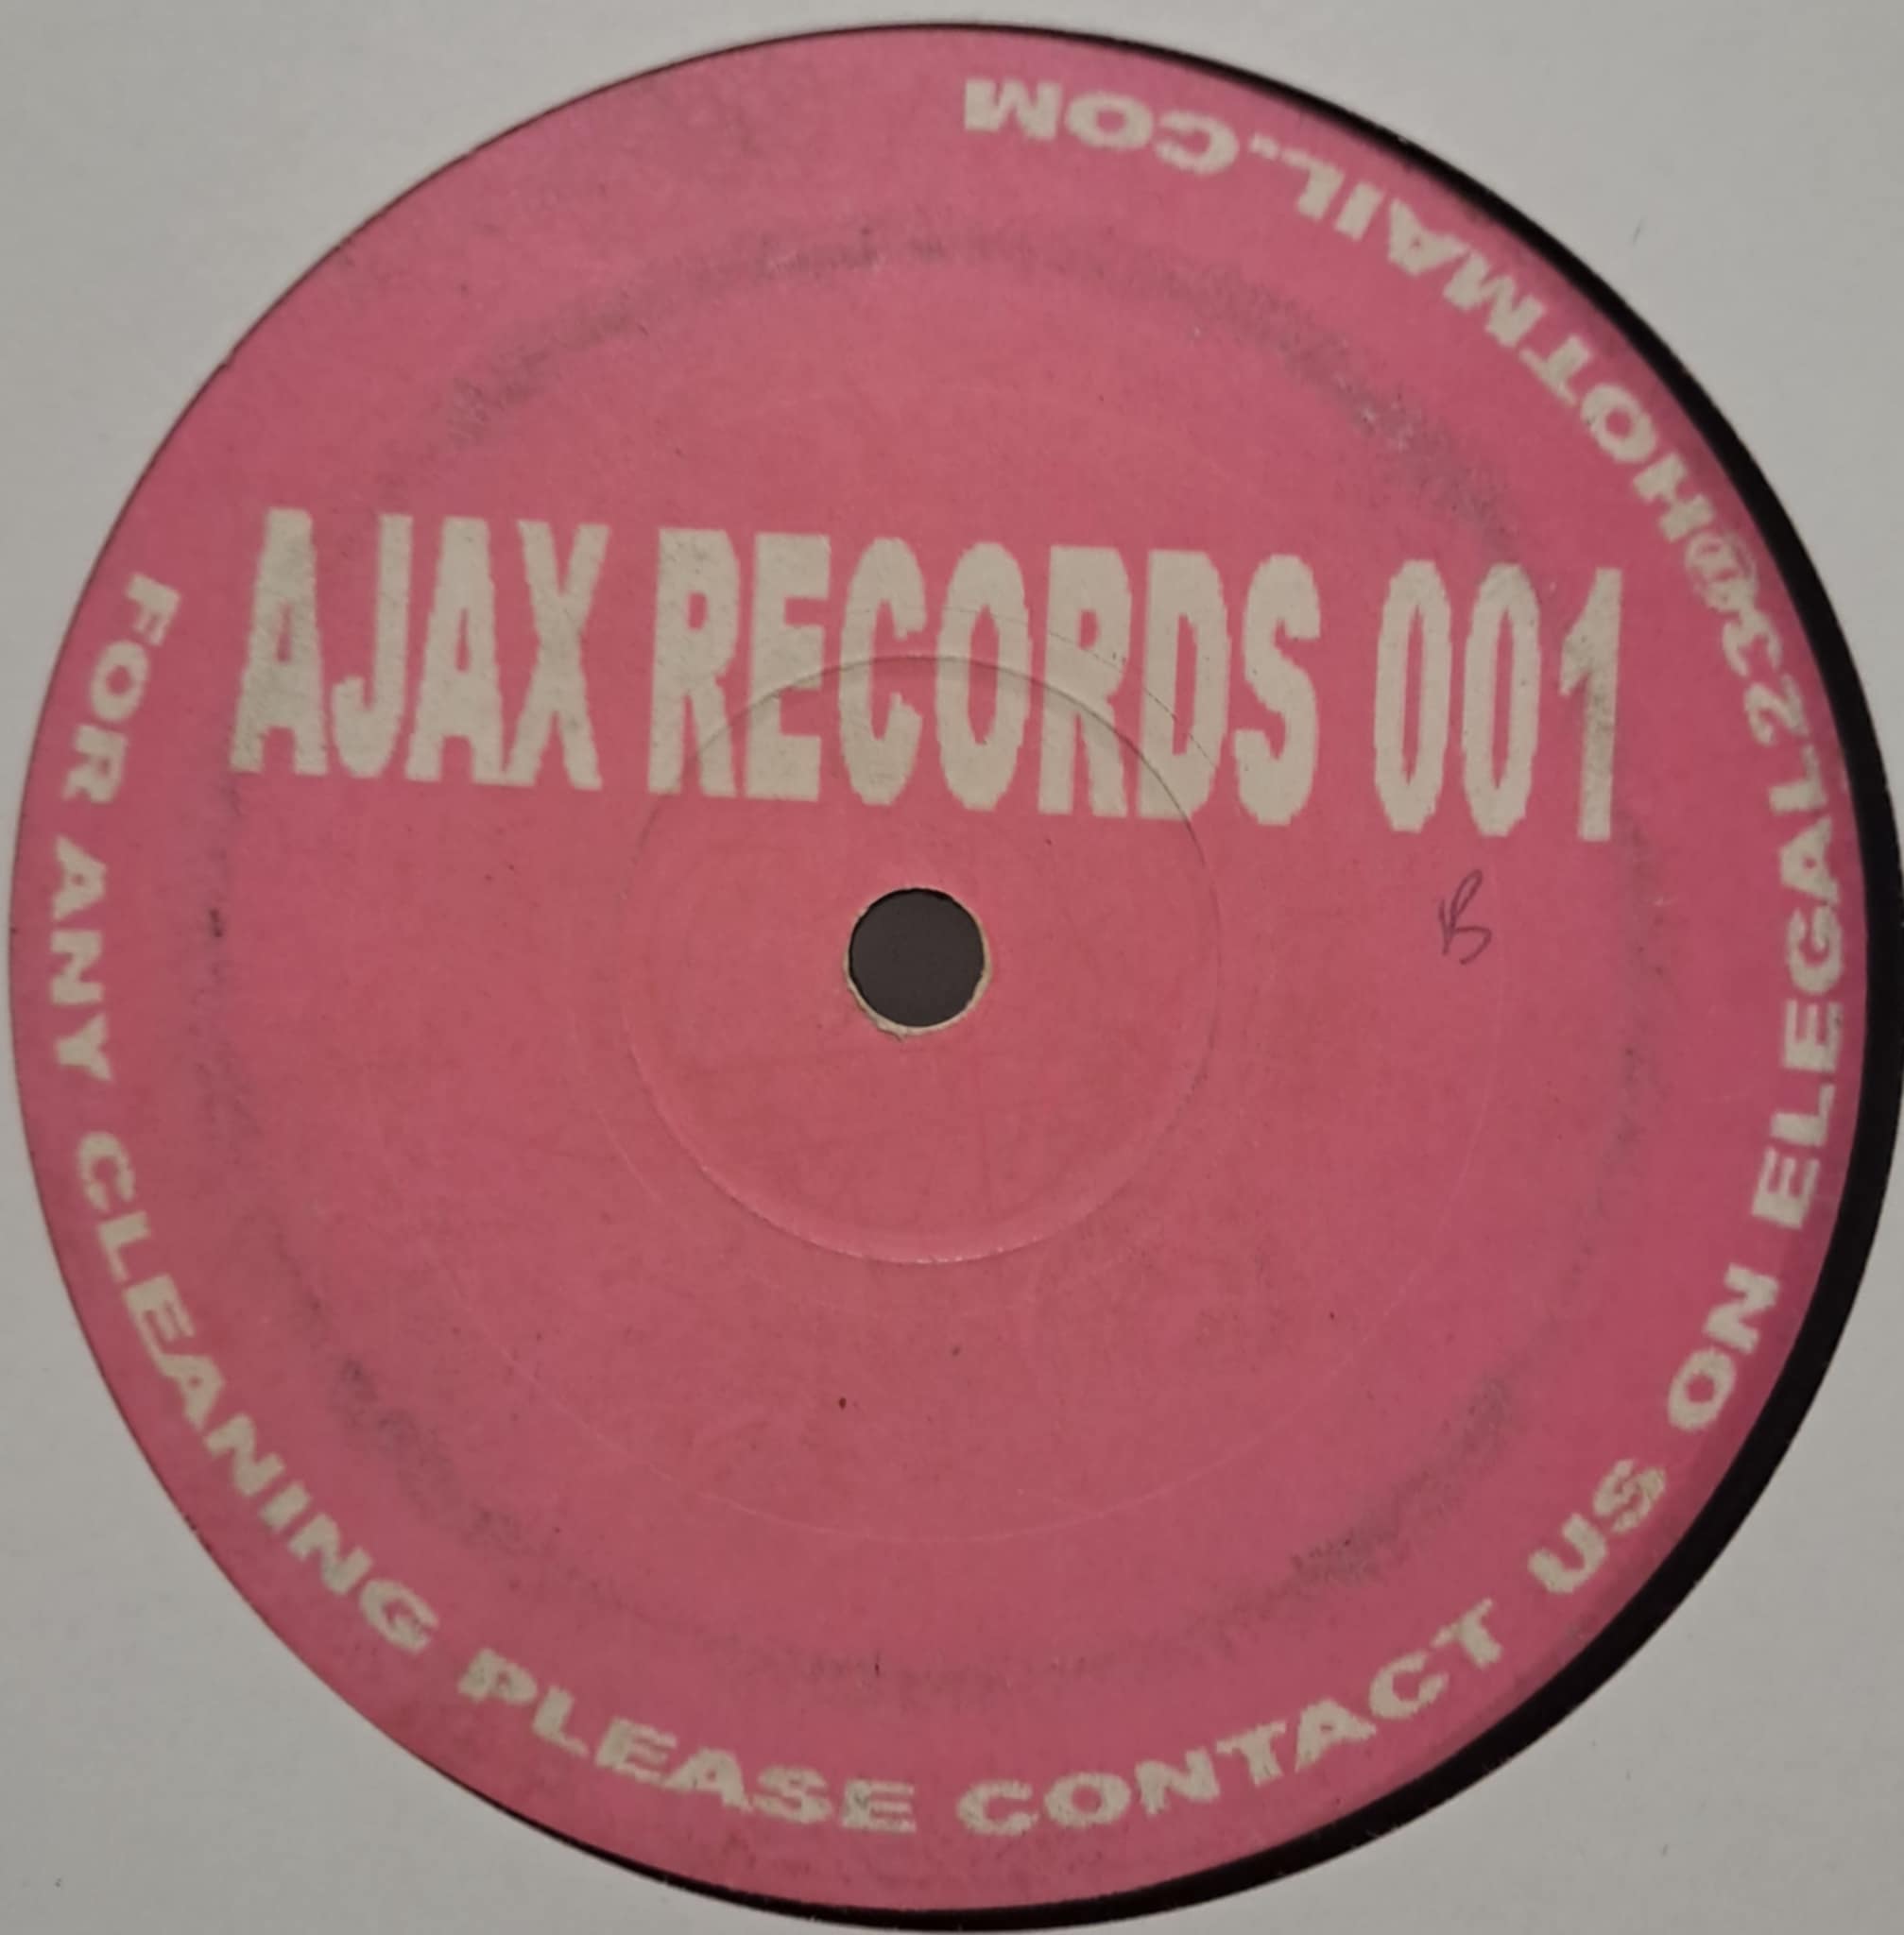 AJAX RECORDS 001
B
FOR ANY CLEANING PLEASE CONTACT US ON ELEGAL23@HOTMAIL.COM